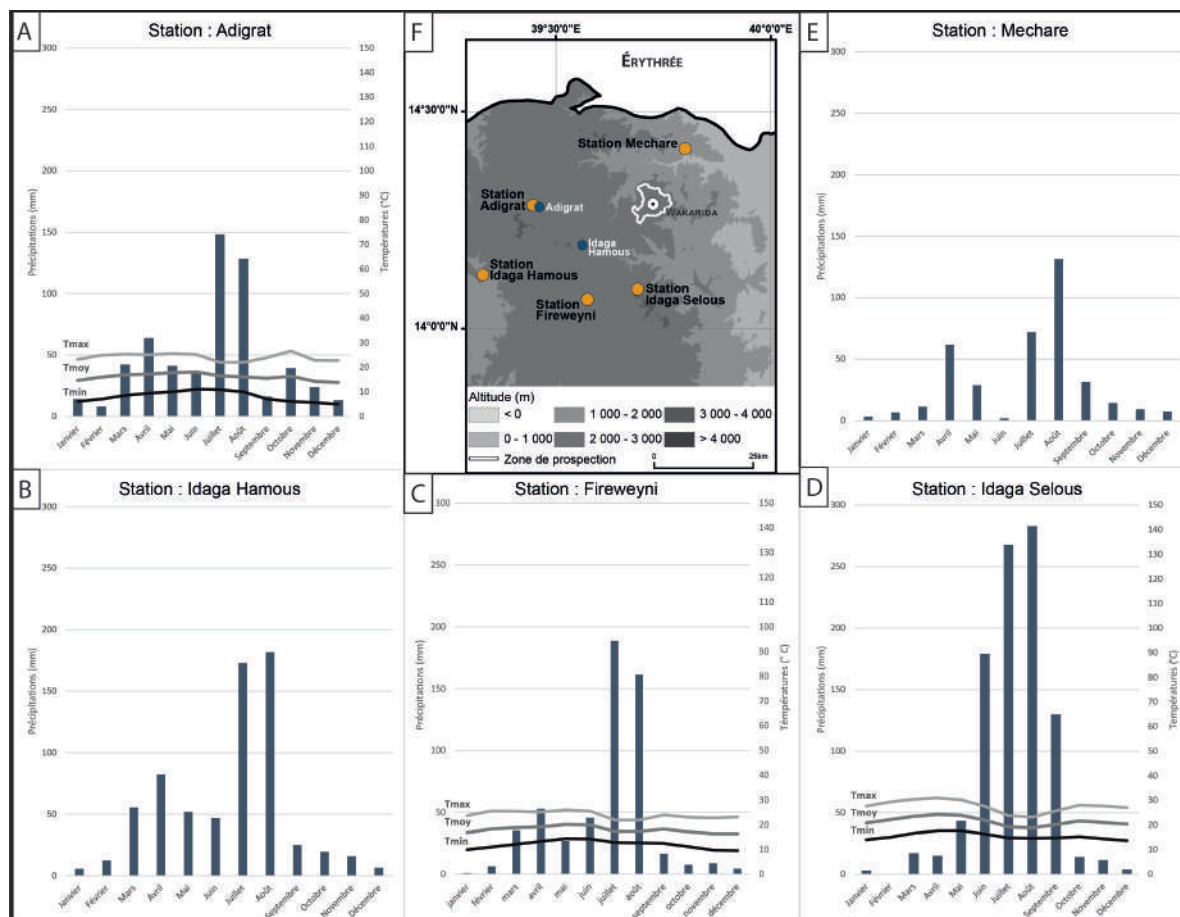 A
Station : Adigrat
Précipitations (mm)
300
250
200
150
100
50
0
Températures (°C)
150
140
130
120
110
100
90
80
70
60
50
40
30
20
10
0
Tmax
Tmoy
Tmin
Janvier
Février
Mars
Avril
Mai
Juin
Juillet
Août
Septembre
Octobre
Novembre
Décembre
F
39°30'0"E
40°0'0"E
14°30'0"N
14°0'0"N
ÉRYTHRÉE
Station Mechare
Station
Adigrat
Adigrat
WAKARIDA
Idaga
Hamous
Station
Idaga Hamous
Station
Idaga Selous
Station
Fireweyni
Altitude (m)
< 0
1 000 - 2 000
3 000 - 4 000
0 - 1 000
2 000 - 3 000
> 4 000
Zone de prospection
0
25km
E
Station : Mechare
Précipitations (mm)
300
250
200
150
100
50
0
Janvier
Février
Mars
Avril
Mai
Juin
Juillet
Août
Septembre
Octobre
Novembre
Décembre
B
Station : Idaga Hamous
Précipitations (mm)
300
250
200
150
100
50
0
Janvier
Février
Mars
Avril
Mai
Juin
Juillet
Août
Septembre
Octobre
Novembre
Décembre
C
Station : Fireweyni
Précipitations (mm)
300
250
200
150
100
50
0
Températures (° C)
150
140
130
120
110
100
90
80
70
60
50
40
30
20
10
0
Tmax
Tmoy
Tmin
janvier
février
mars
avril
mai
juin
juillet
août
septembre
octobre
novembre
décembre
D
Station : Idaga Selous
Précipitations (mm)
300
250
200
150
100
50
0
Températures (°C)
150
140
130
120
110
100
90
80
70
60
50
40
30
20
10
0
Tmax
Tmoy
Tmin
Janvier
Février
Mars
Avril
Mai
Juin
Juillet
Août
Septembre
Octobre
Novembre
Décembre